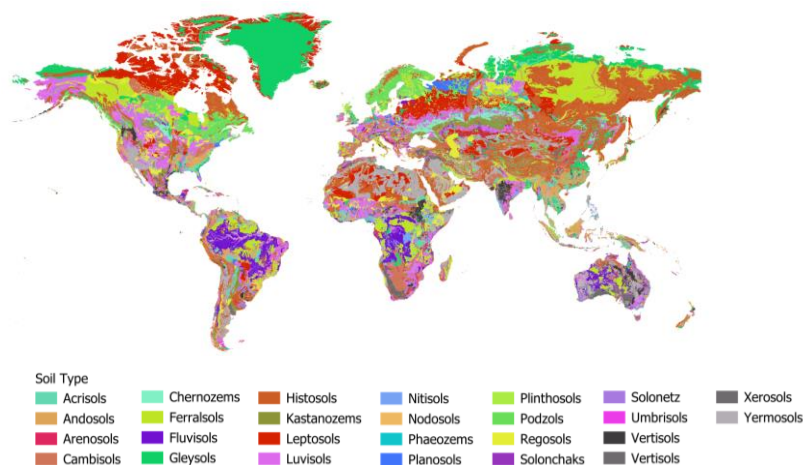 Soil Type
Acrisols
Andosols
Arenosols
Cambisols
Chernozems
Ferralsols
Fluvisols
Gleysols
Histosols
Kastanozems
Leptosols
Luvisols
Nitisols
Nodosols
Phaeozems
Planosols
Plinthosols
Podzols
Regosols
Solonchaks
Solonetz
Umbrisols
Vertisols
Vertisols
Xerosols
Yermosols